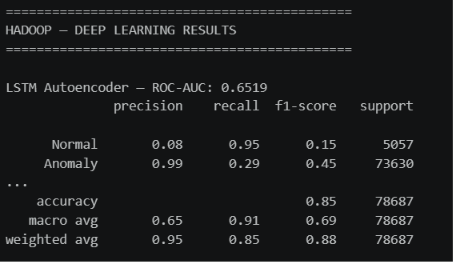 ==============================================
HADOOP — DEEP LEARNING RESULTS
==============================================
LSTM Autoencoder — ROC-AUC: 0.6519
precision recall f1-score support
Normal 0.08 0.95 0.15 5057
Anomaly 0.99 0.29 0.45 73630
...
accuracy 0.85 78687
macro avg 0.65 0.91 0.69 78687
weighted avg 0.95 0.85 0.88 78687